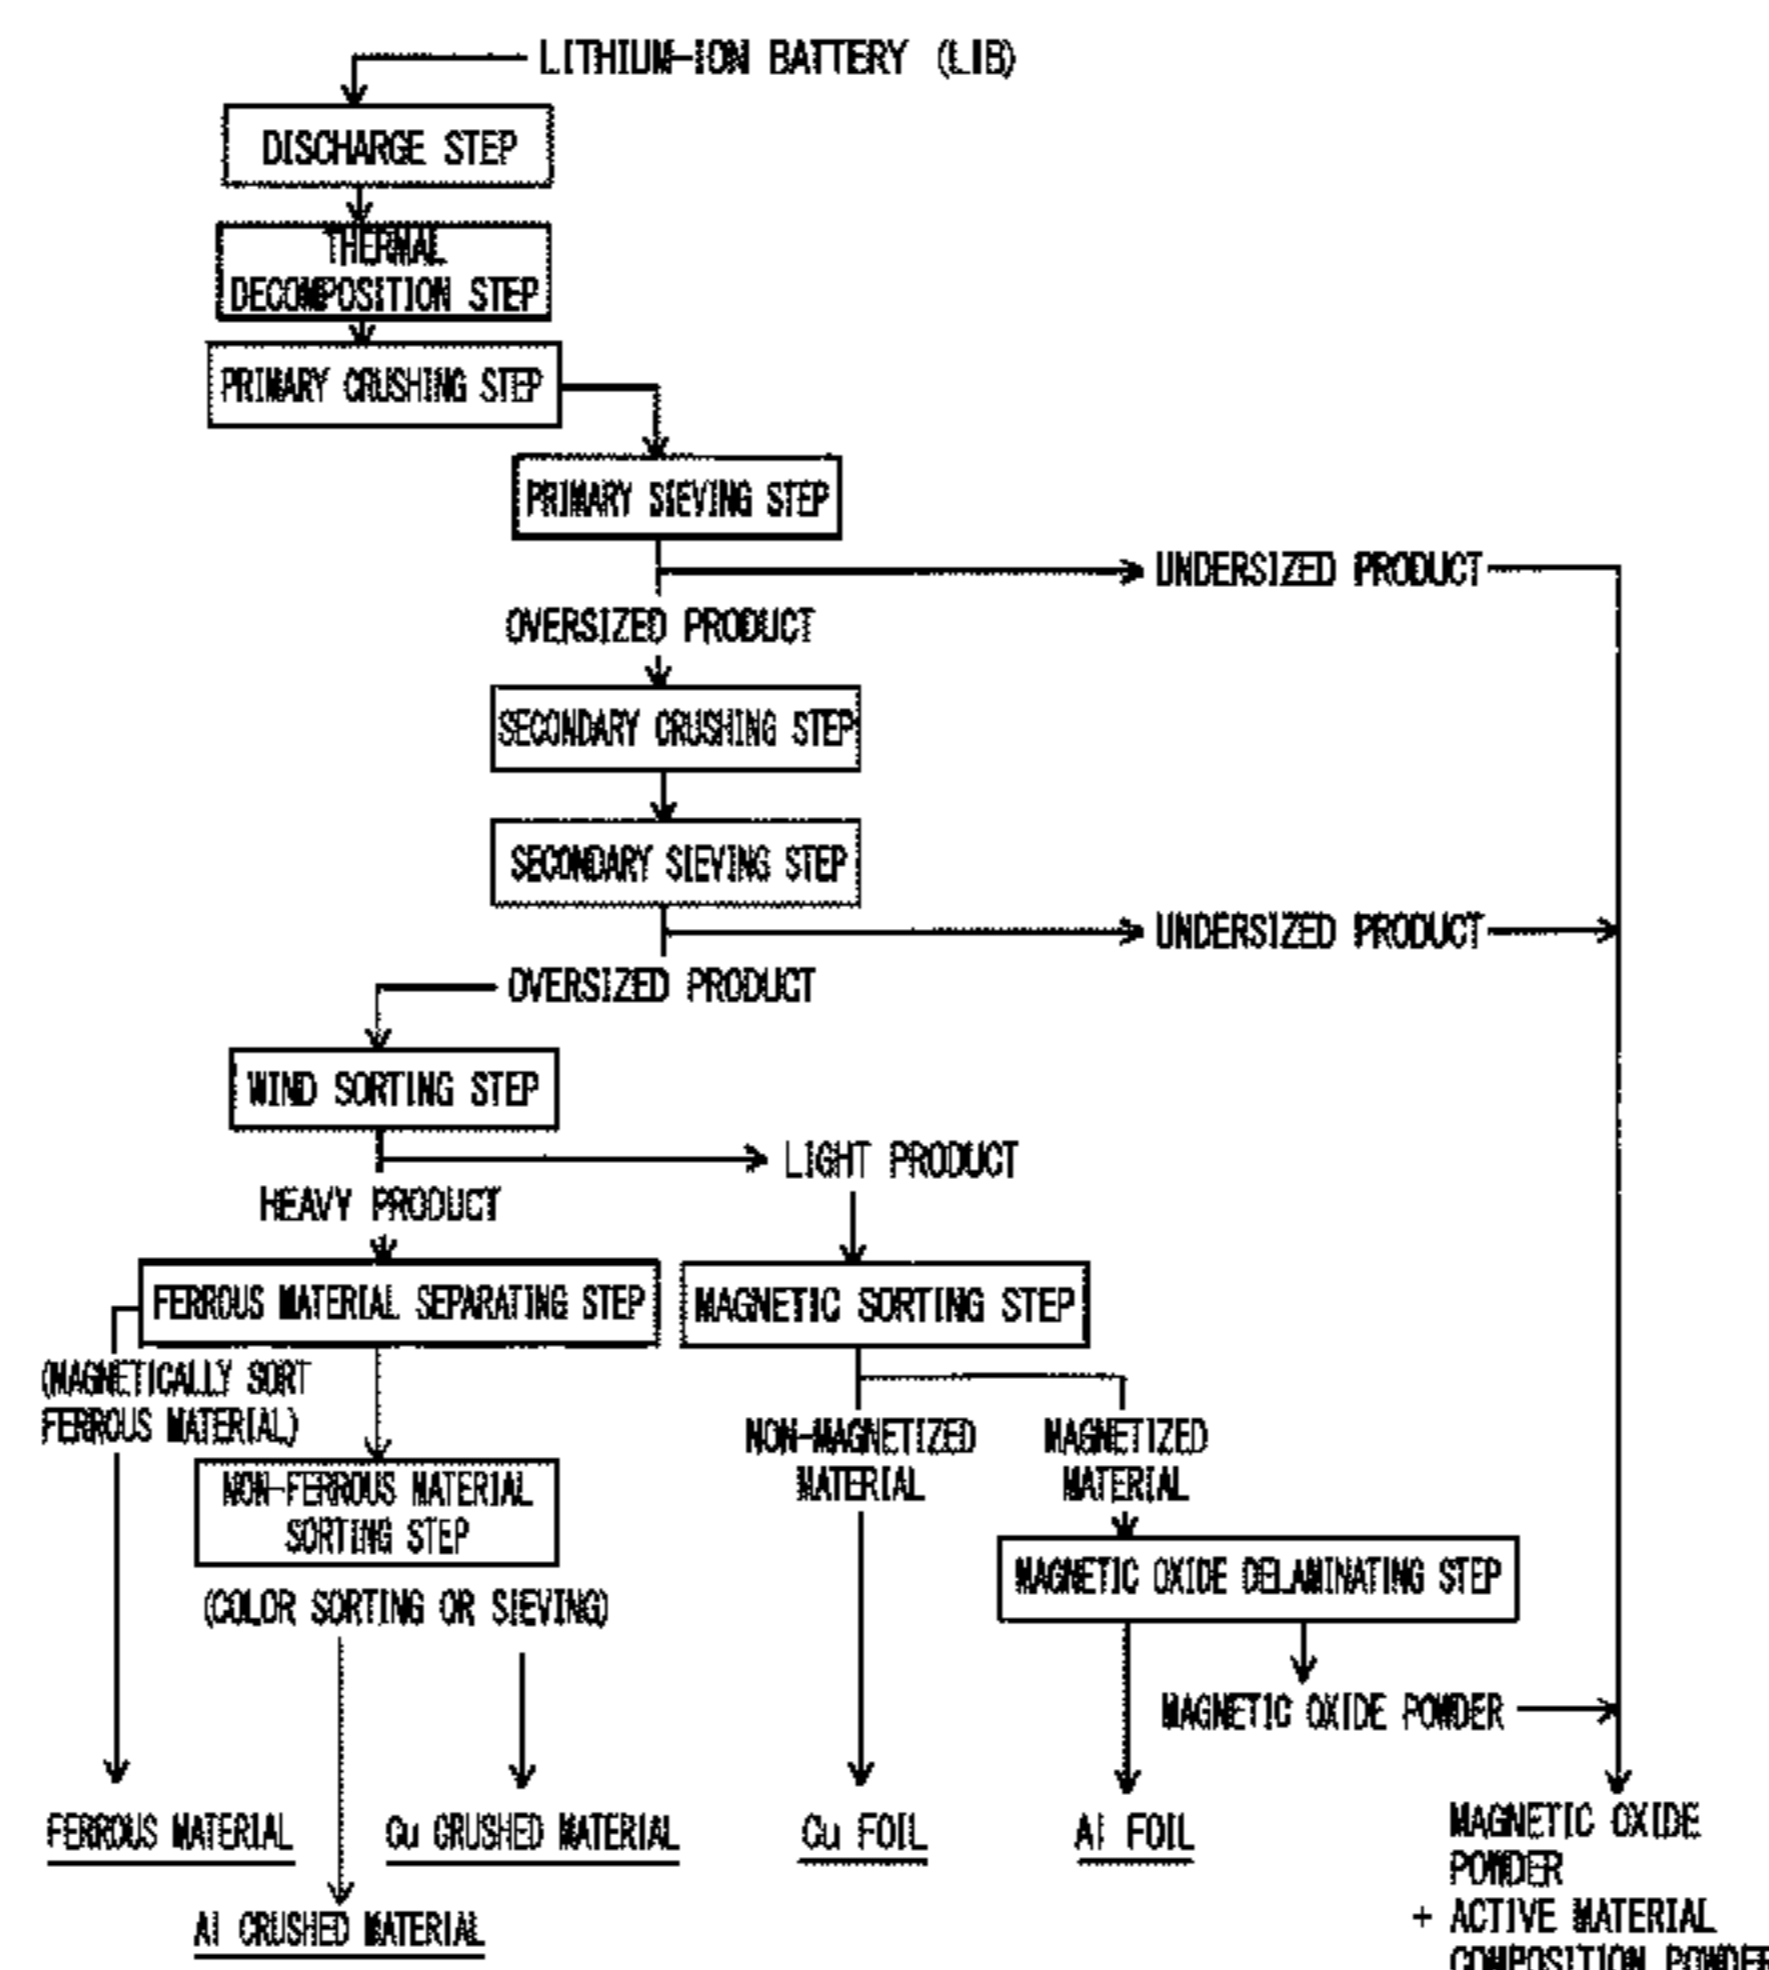 LITHIUM-ION BATTERY (LIB)
DISCHARGE STEP
THERMAL
DECOMPOSITION STEP
PRIMARY CRUSHING STEP
PRIMARY SIEVING STEP
UNDERSIZED PRODUCT
OVERSIZED PRODUCT
SECONDARY CRUSHING STEP
SECONDARY SIEVING STEP
UNDERSIZED PRODUCT
OVERSIZED PRODUCT
WIND SORTING STEP
LIGHT PRODUCT
HEAVY PRODUCT
FERROUS MATERIAL SEPARATING STEP
MAGNETIC SORTING STEP
(MAGNETICALLY SORT
FERROUS MATERIAL)
NON-MAGNETIZED
MATERIAL
MAGNETIZED
MATERIAL
NON-FERROUS MATERIAL
SORTING STEP
(COLOR SORTING OR SIEVING)
MAGNETIC OXIDE DELAMINATING STEP
MAGNETIC OXIDE POWDER
FERROUS MATERIAL
Cu CRUSHED MATERIAL
Cu FOIL
Al FOIL
Al CRUSHED MATERIAL
MAGNETIC OXIDE
POWDER
+ ACTIVE MATERIAL
COMPOSITION POWDER